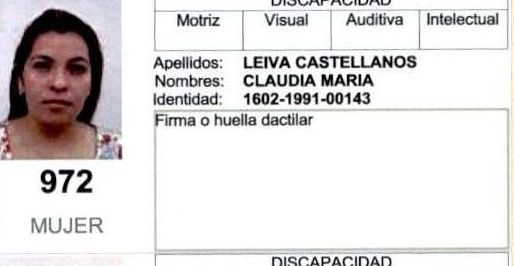 DISCAPACIDAD
Motriz Visual Auditiva Intelectual
Apellidos: LEIVA CASTELLANOS
Nombres: CLAUDIA MARIA
Identidad: 1602-1991-00143
Firma o huella dactilar
972
MUJER
DISCAPACIDAD